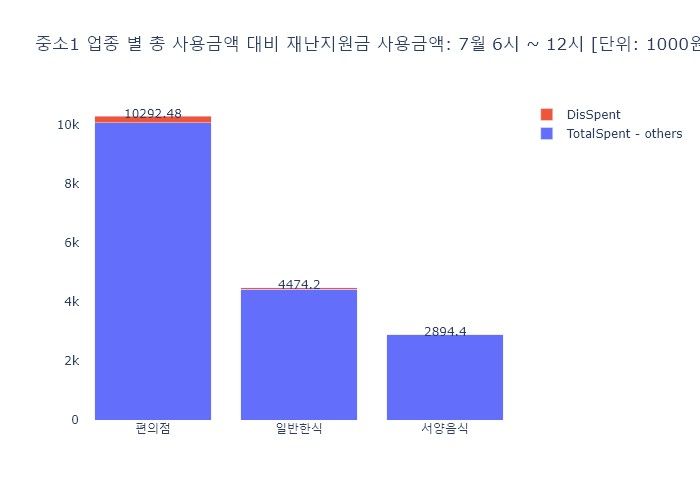 중소1 업종 별 총 사용금액 대비 재난지원금 사용금액: 7월 6시 ~ 12시 [단위: 1000원
DisSpent
TotalSpent - others
10292.48
4474.2
2894.4
10k
8k
6k
4k
2k
0
편의점 일반한식 서양음식